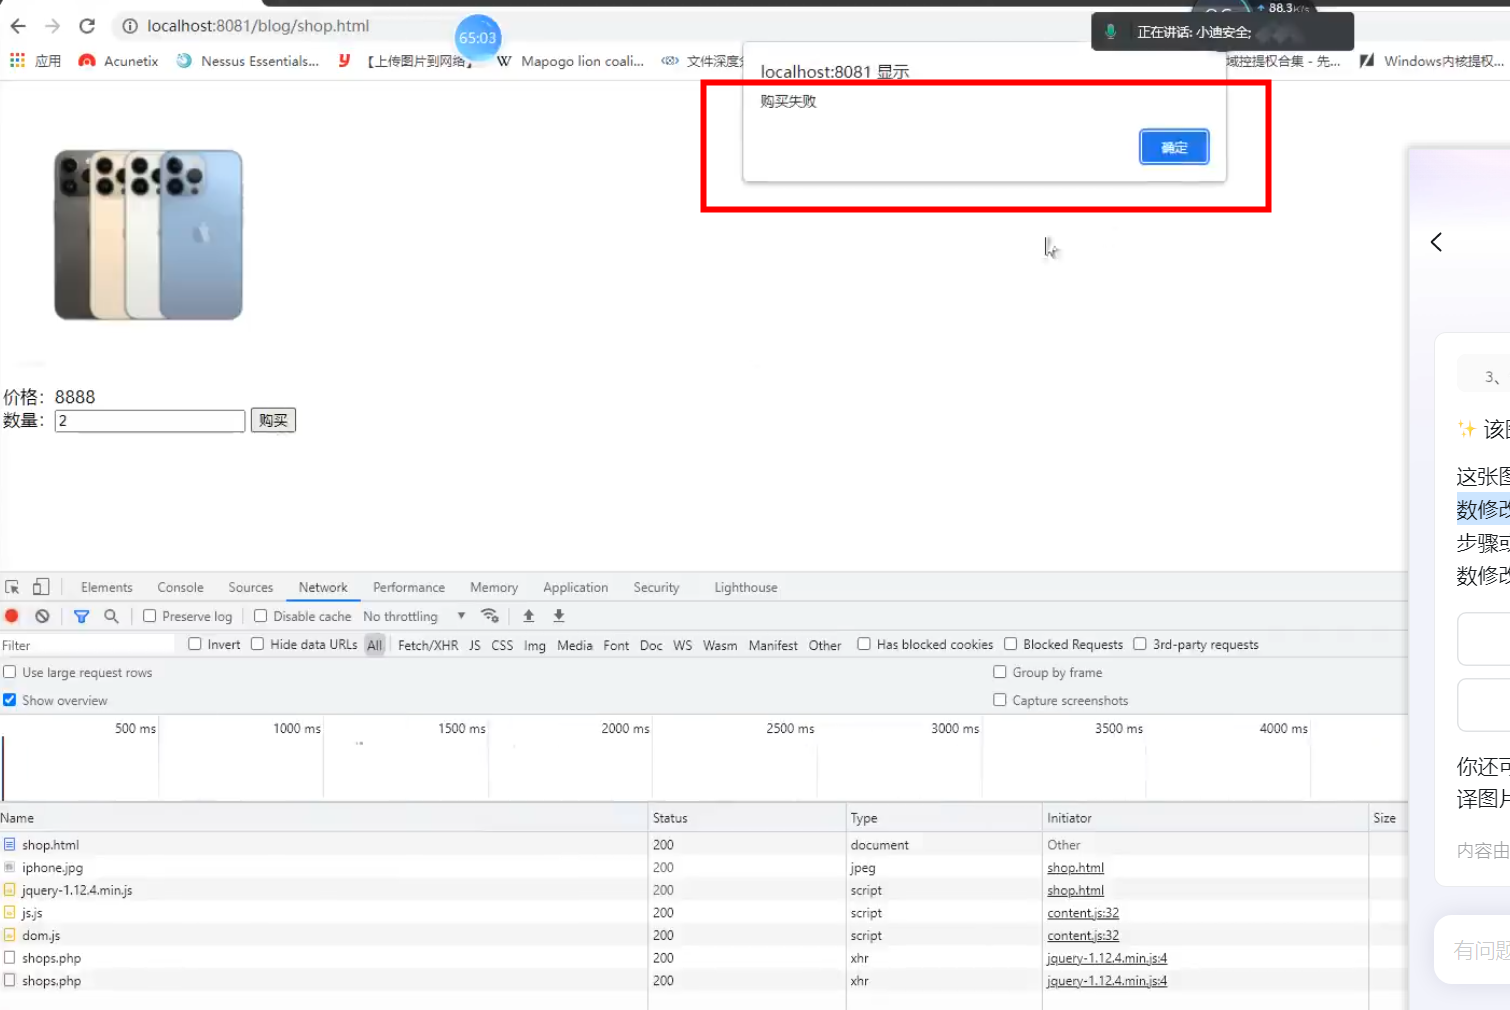 localhost:8081/blog/shop.html
65:03
88.3K/s
正在讲话: 小迪安全;
应用
Acunetix
Nessus Essentials...
【上传图片到网络】
Mapogo lion coali...
文件深度
域控提权合集 - 先...
Windows内核提权...
localhost:8081 显示
购买失败
确定
价格：8888
数量：2
购买
Elements Console Sources Network Performance Memory Application Security Lighthouse
Preserve log Disable cache No throttling
Filter Invert Hide data URLs All Fetch/XHR JS CSS Img Media Font Doc WS Wasm Manifest Other Has blocked cookies Blocked Requests 3rd-party requests
Use large request rows Group by frame
Show overview Capture screenshots
500 ms 1000 ms 1500 ms 2000 ms 2500 ms 3000 ms 3500 ms 4000 ms
Name Status Type Initiator Size
shop.html 200 document Other
iphone.jpg 200 jpeg shop.html
jquery-1.12.4.min.js 200 script shop.html
js.js 200 script content.js:32
dom.js 200 script content.js:32
shops.php 200 xhr jquery-1.12.4.min.js:4
shops.php 200 xhr jquery-1.12.4.min.js:4
3、
该
这张图
数修改
步骤或
数修改
你还可
译图片
内容由
有问题